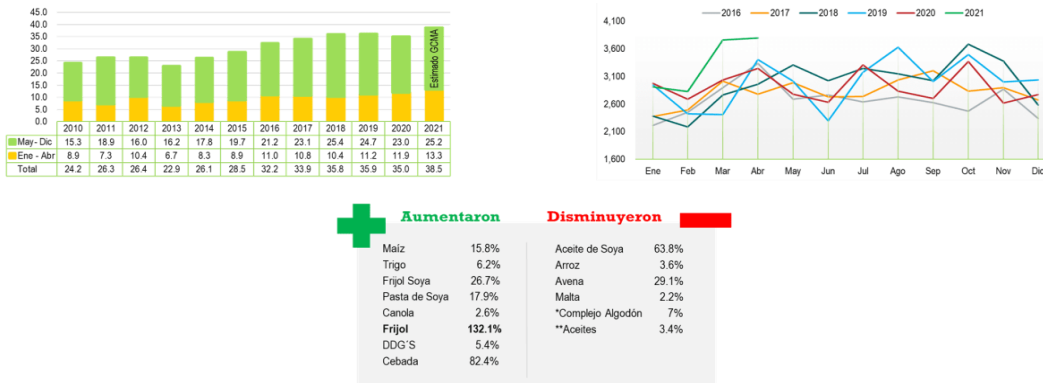 45.0
40.0
35.0
30.0
25.0
20.0
15.0
10.0
5.0
0.0
Estimado GCMA
2010 2011 2012 2013 2014 2015 2016 2017 2018 2019 2020 2021
May- Dic 15.3 18.9 16.0 16.2 17.8 19.7 21.2 23.1 25.4 24.7 23.0 25.2
Ene - Abr 8.9 7.3 10.4 6.7 8.3 8.9 11.0 10.8 10.4 11.2 11.9 13.3
Total 24.2 26.3 26.4 22.9 26.1 28.5 32.2 33.9 35.8 35.9 35.0 38.5
2016 2017 2018 2019 2020 2021
4,100
3,600
3,100
2,600
2,100
1,600
Ene Feb Mar Abr May Jun Jul Ago Sep Oct Nov Dic
Aumentaron
Maíz 15.8%
Trigo 6.2%
Frijol Soya 26.7%
Pasta de Soya 17.9%
Canola 2.6%
Frijol 132.1%
DDG´S 5.4%
Cebada 82.4%
Disminuyeron
Aceite de Soya 63.8%
Arroz 3.6%
Avena 29.1%
Malta 2.2%
*Complejo Algodón 7%
**Aceites 3.4%